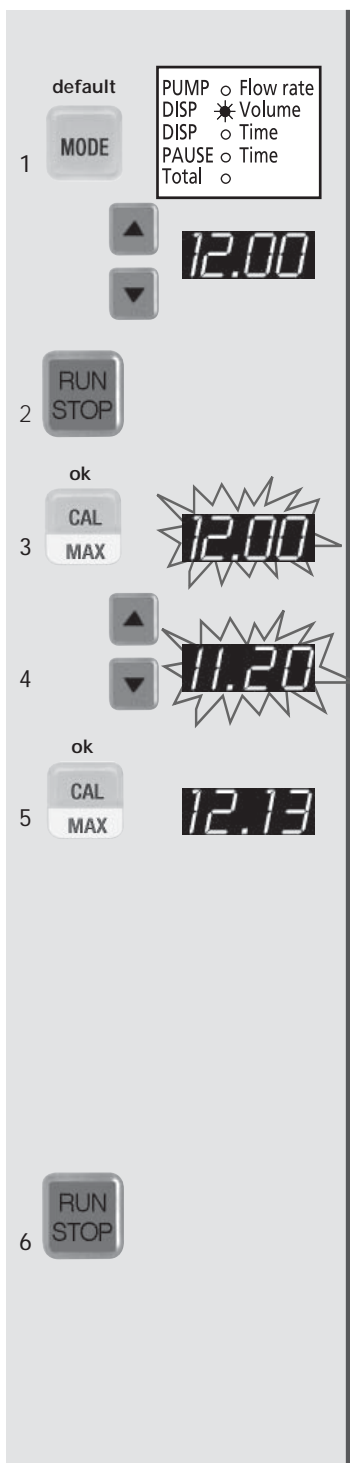 default
PUMP Flow rate
DISP Volume
DISP Time
PAUSE Time
Total
1 MODE
12.00
RUN
2 STOP
ok
CAL
3 MAX 12.00
4 11.20
ok
CAL
5 MAX 12.13
RUN
6 STOP